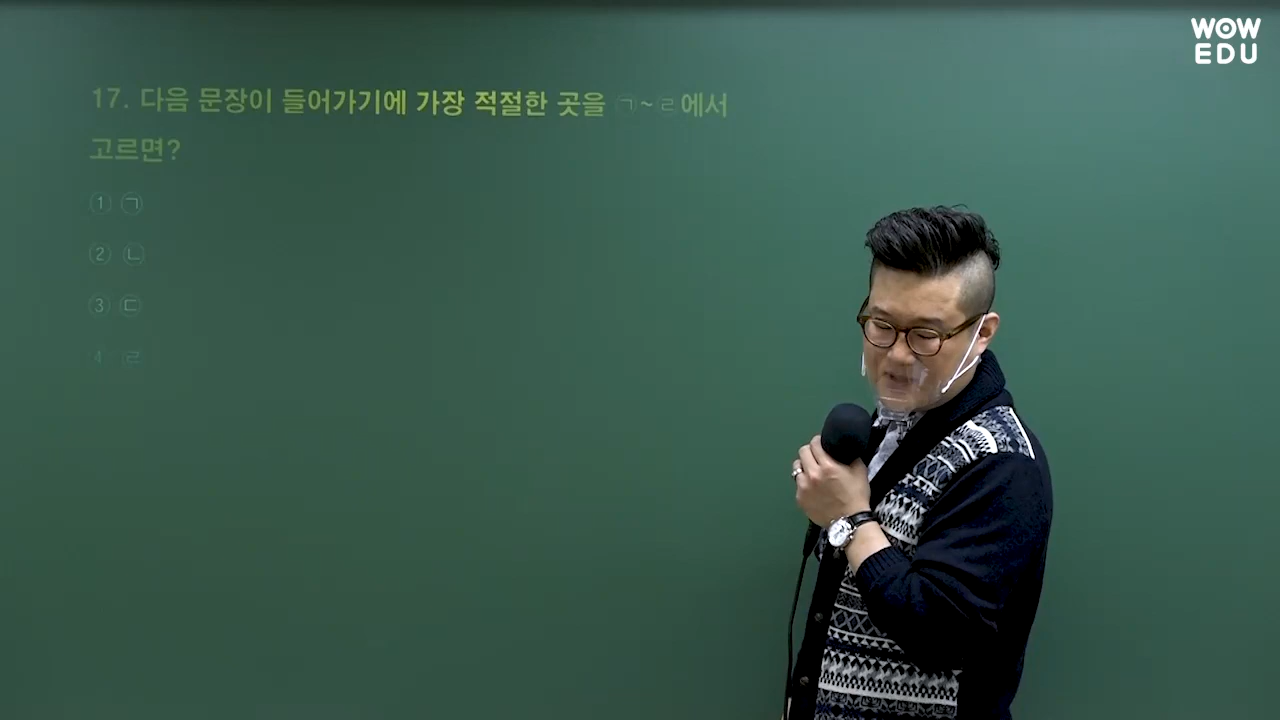 WOW
EDU
17. 다음 문장이 들어가기에 가장 적절한 곳을 ㉠~㉣에서
고르면?
① ㉠
② ㉡
③ ㉢
④ ㉣